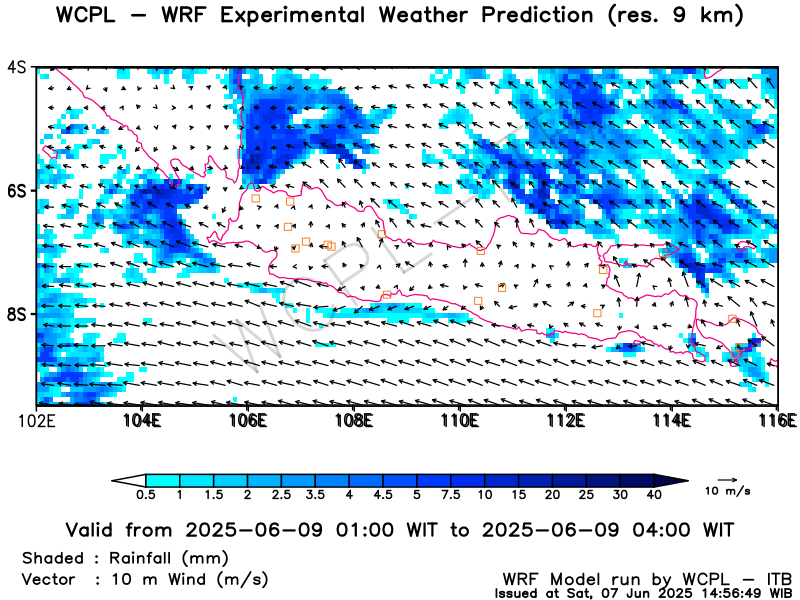 WCPL – WRF Experimental Weather Prediction (res. 9 km)
4S
6S
8S
102E 104E 106E 108E 110E 112E 114E 116E
WCPL-ITB
0.5 1 1.5 2 2.5 3.5 4 4.5 5 7.5 10 15 20 25 30 40
10 m/s
Valid from 2025–06–09 01:00 WIT to 2025–06–09 04:00 WIT
Shaded : Rainfall (mm)
Vector : 10 m Wind (m/s)
WRF Model run by WCPL – ITB
Issued at Sat, 07 Jun 2025 14:56:49 WIB